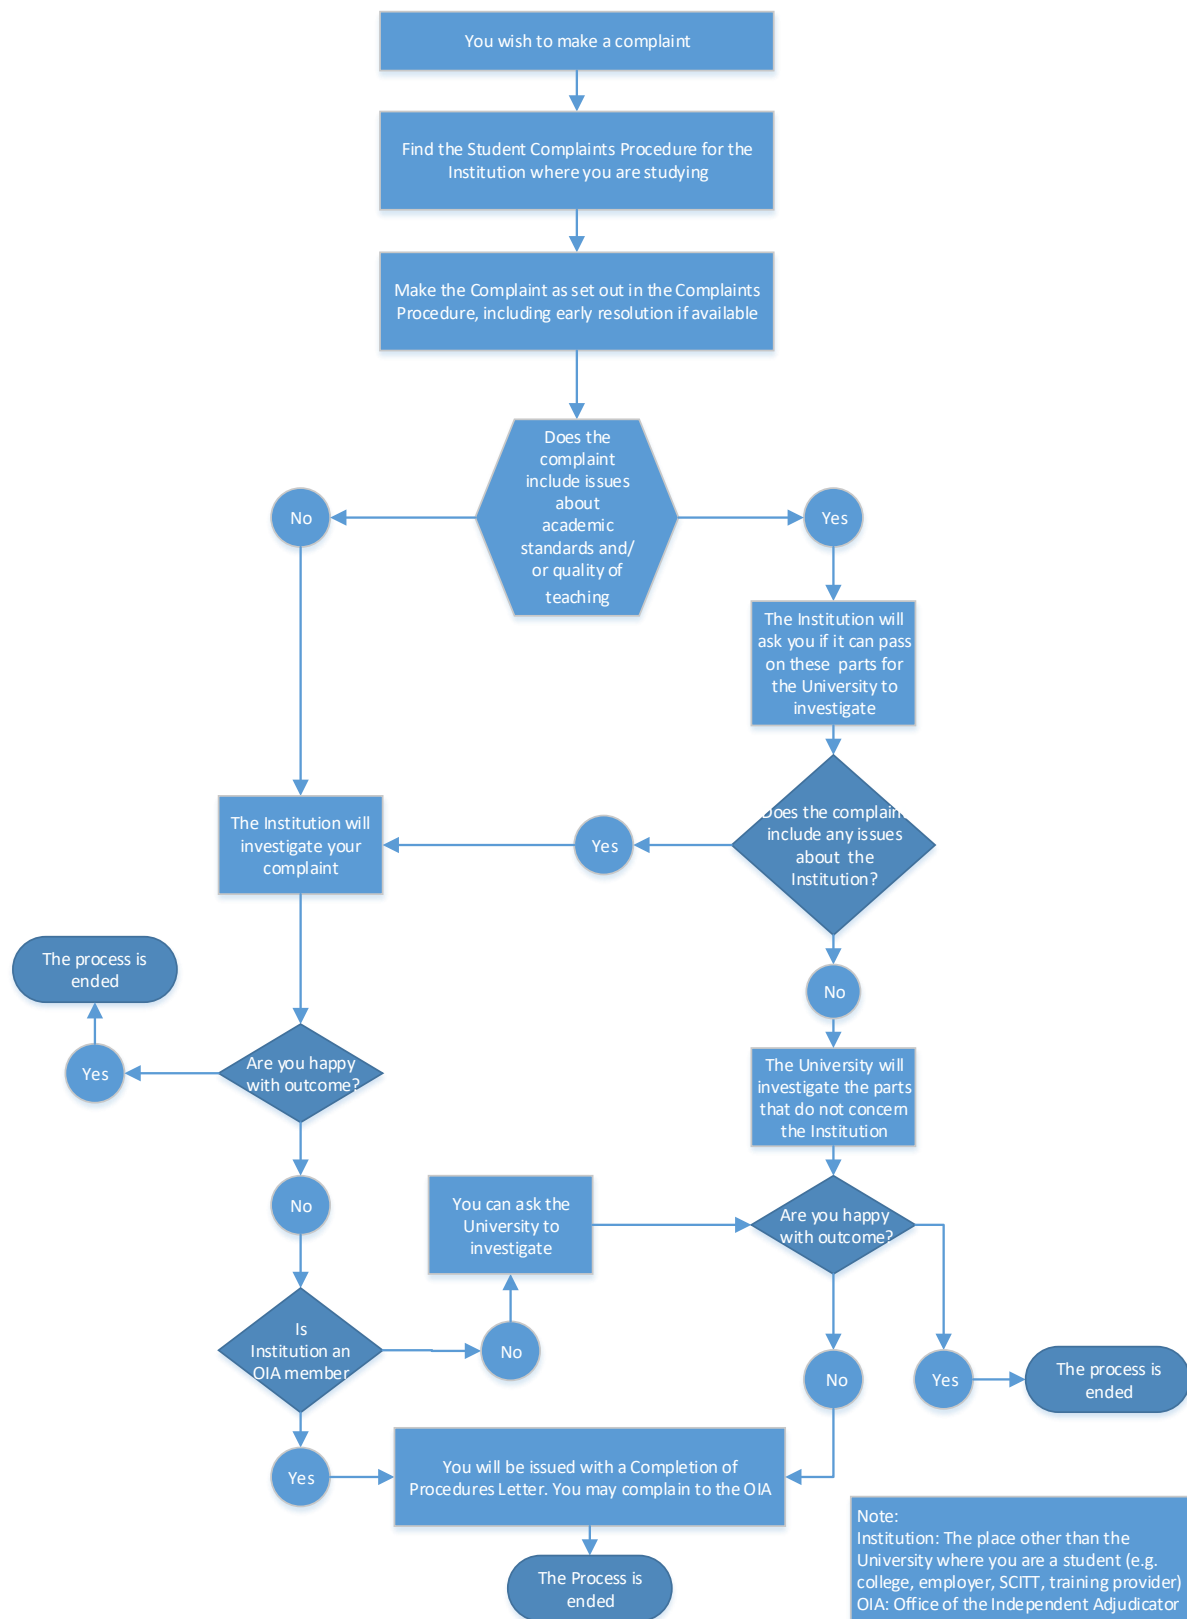 You wish to make a complaint
Find the Student Complaints Procedure for the
Institution where you are studying
Make the Complaint as set out in the Complaints
Procedure, including early resolution if available
Does the
complaint
include issues
about
academic
standards and/
or quality of
teaching
No
Yes
The Institution will
ask you if it can pass
on these parts for
the University to
investigate
The Institution will
investigate your
complaint
Yes
Does the complaint
include any issues
about the
Institution?
The process is
ended
No
Yes
Are you happy
with outcome?
The University will
investigate the parts
that do not concern
the Institution
No
You can ask the
University to
investigate
Are you happy
with outcome?
Is
Institution an
OIA member
No
No
Yes
The process is
ended
Yes
You will be issued with a Completion of
Procedures Letter. You may complain to the OIA
The Process is
ended
Note:
Institution: The place other than the
University where you are a student (e.g.
college, employer, SCITT, training provider)
OIA: Office of the Independent Adjudicator